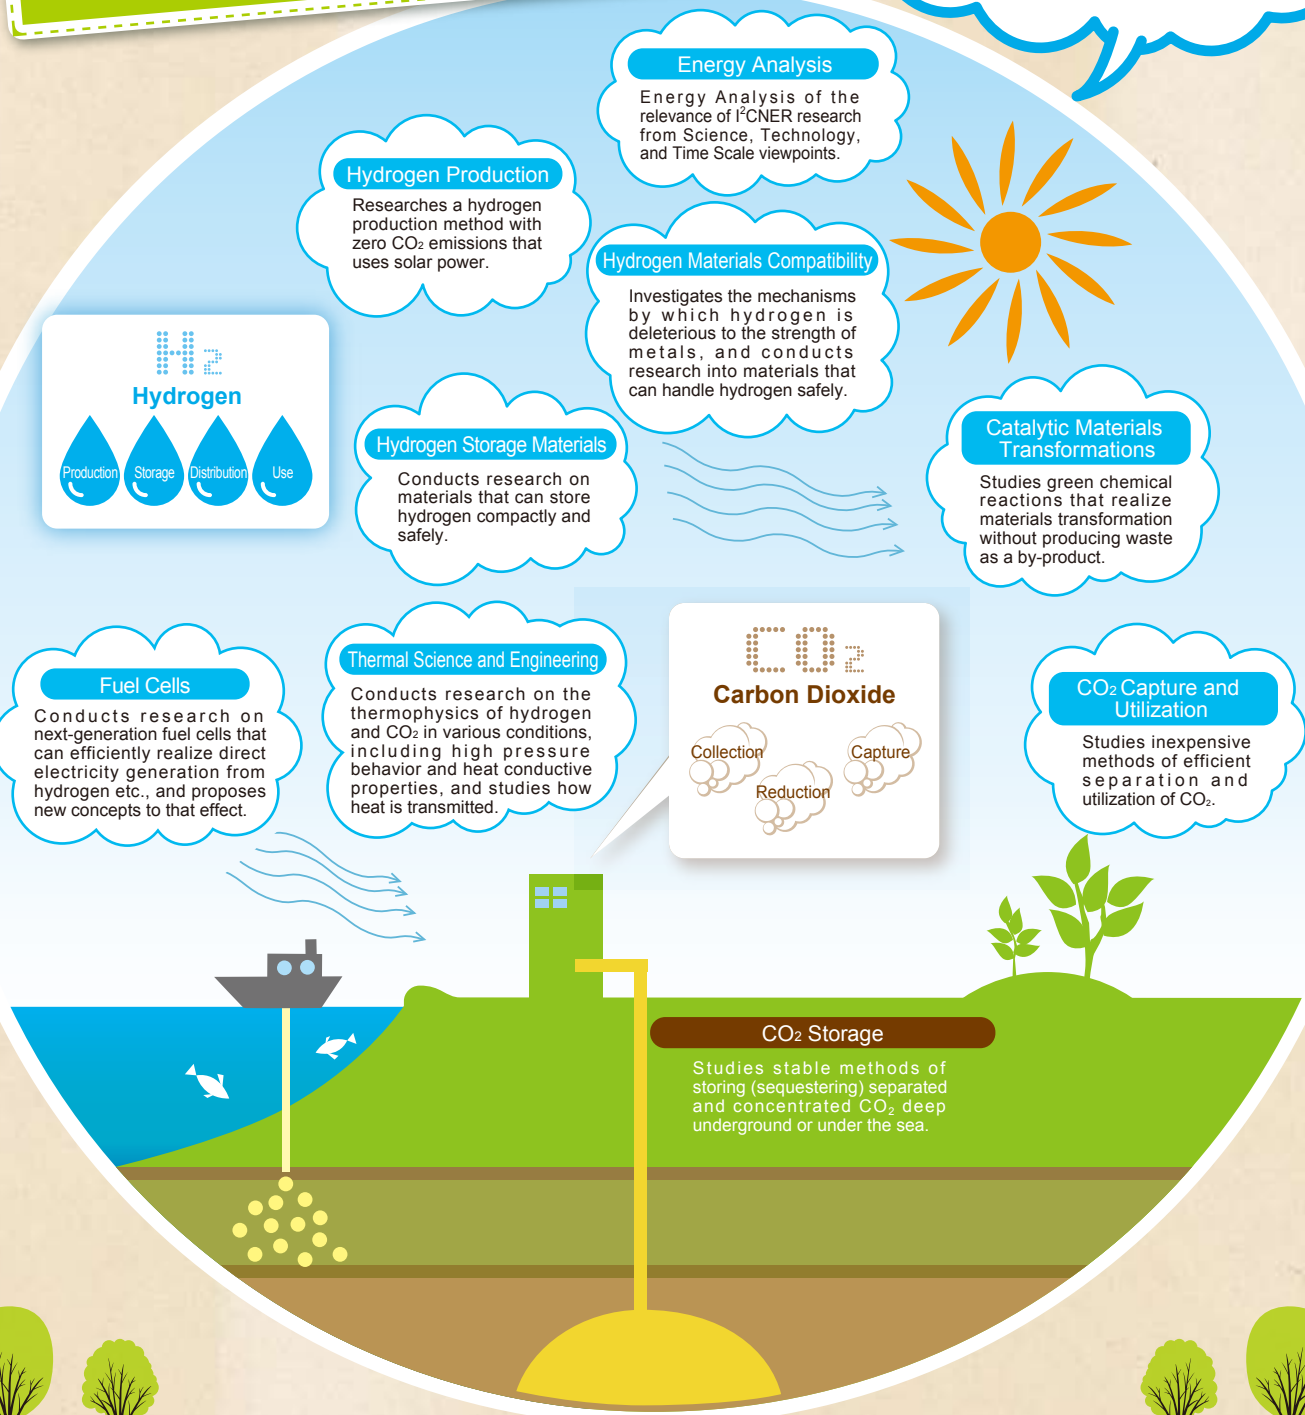 Energy Analysis
Energy Analysis of the
relevance of I²CNER research
from Science, Technology,
and Time Scale viewpoints.
Hydrogen Production
Researches a hydrogen
production method with
zero CO₂ emissions that
uses solar power.
Hydrogen Materials Compatibility
Investigates the mechanisms
by which hydrogen is
deleterious to the strength of
metals, and conducts
research into materials that
can handle hydrogen safely.
H₂
Hydrogen
Production Storage Distribution Use
Hydrogen Storage Materials
Conducts research on
materials that can store
hydrogen compactly and
safely.
Catalytic Materials
Transformations
Studies green chemical
reactions that realize
materials transformation
without producing waste
as a by-product.
Fuel Cells
Conducts research on
next-generation fuel cells that
can efficiently realize direct
electricity generation from
hydrogen etc., and proposes
new concepts to that effect.
Thermal Science and Engineering
Conducts research on the
thermophysics of hydrogen
and CO₂ in various conditions,
including high pressure
behavior and heat conductive
properties, and studies how
heat is transmitted.
CO₂
Carbon Dioxide
Collection
Capture
Reduction
CO₂ Capture and
Utilization
Studies inexpensive
methods of efficient
separation and
utilization of CO₂.
CO₂ Storage
Studies stable methods of
storing (sequestering) separated
and concentrated CO₂ deep
underground or under the sea.